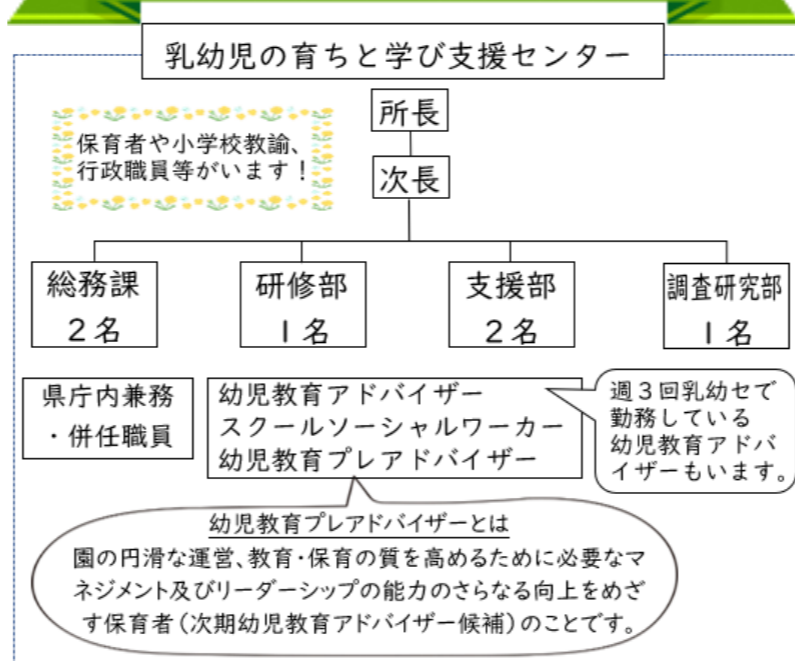 乳幼児の育ちと学び支援センター
所長
保育者や小学校教諭、
行政職員等がいます！
次長
総務課
2名
研修部
1名
支援部
2名
調査研究部
1名
県庁内兼務
・併任職員
幼児教育アドバイザー
スクールソーシャルワーカー
幼児教育プレアドバイザー
週3回乳幼セで
勤務している
幼児教育アドバ
イザーもいます。
幼児教育プレアドバイザーとは
園の円滑な運営、教育・保育の質を高めるために必要なマ
ネジメント及びリーダーシップの能力のさらなる向上をめざ
す保育者（次期幼児教育アドバイザー候補）のことです。